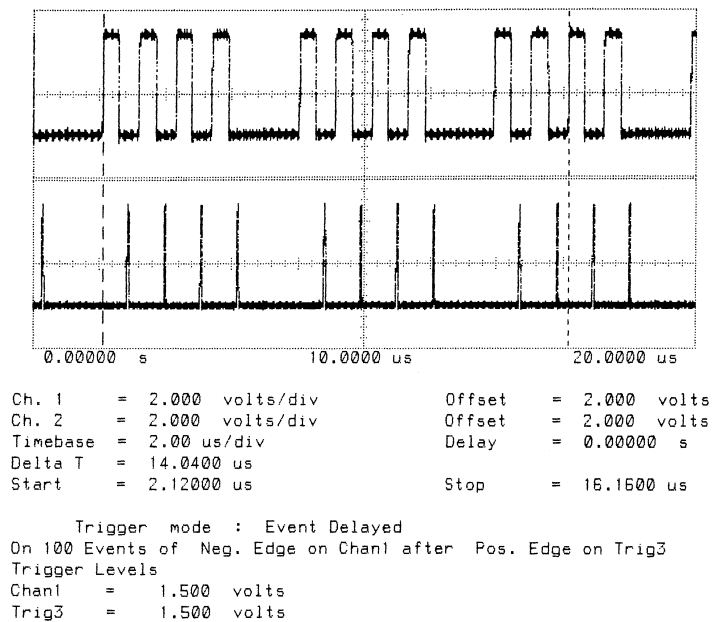 0.00000 s 10.0000 us 20.0000 us
Ch. 1 = 2.000 volts/div Offset = 2.000 volts
Ch. 2 = 2.000 volts/div Offset = 2.000 volts
Timebase = 2.00 us/div Delay = 0.00000 s
Delta T = 14.0400 us
Start = 2.12000 us Stop = 16.1600 us
Trigger mode : Event Delayed
On 100 Events of Neg. Edge on Chan1 after Pos. Edge on Trig3
Trigger Levels
Chan1 = 1.500 volts
Trig3 = 1.500 volts